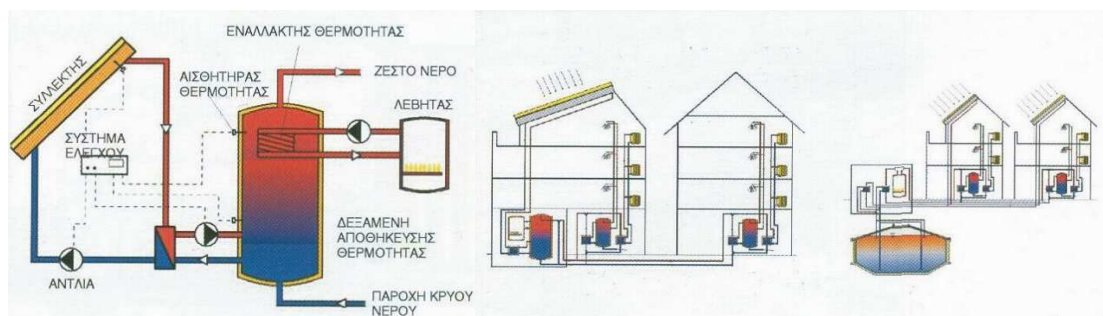 ΕΝΑΛΛΑΚΤΗΣ ΘΕΡΜΟΤΗΤΑΣ
ΖΕΣΤΟ ΝΕΡΟ
ΑΙΣΘΗΤΗΡΑΣ
ΘΕΡΜΟΤΗΤΑΣ
ΛΕΒΗΤΑΣ
ΣΥΛΛΕΚΤΗΣ
ΣΥΣΤΗΜΑ
ΕΛΕΓΧΟΥ
ΔΕΞΑΜΕΝΗ
ΑΠΟΘΗΚΕΥΣΗΣ
ΘΕΡΜΟΤΗΤΑΣ
ΑΝΤΛΙΑ
ΠΑΡΟΧΗ ΚΡΥΟΥ
ΝΕΡΟΥ